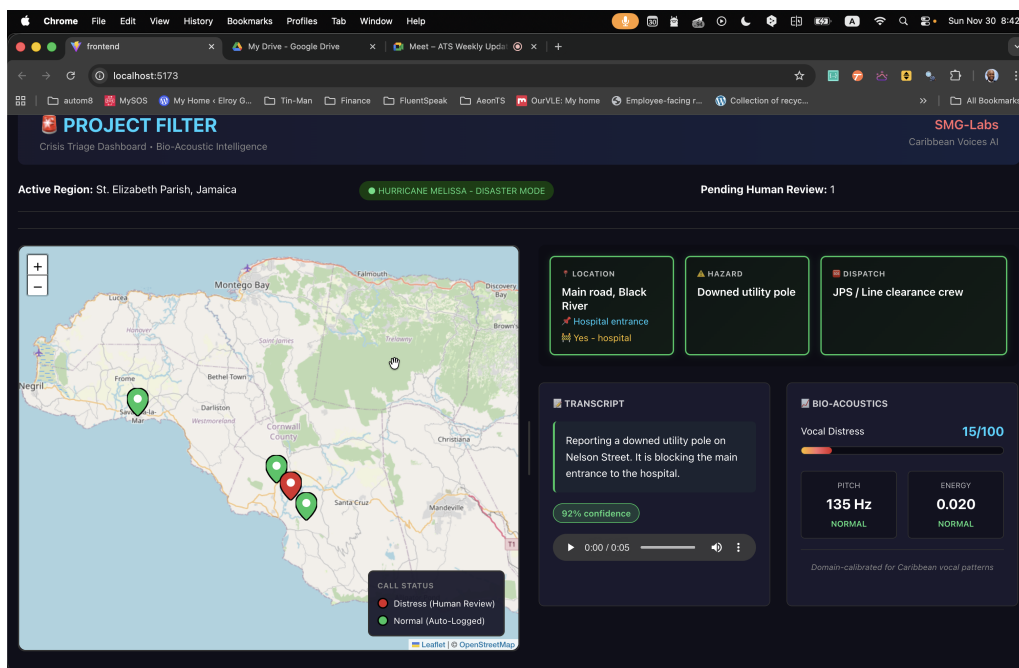 Chrome File Edit View History Bookmarks Profiles Tab Window Help
30
A
Sun Nov 30 8:42
frontend
My Drive - Google Drive
Meet – ATS Weekly Upda
localhost:5173
autom8
MySOS
My Home ‹ Elroy G...
Tin-Man
Finance
FluentSpeak
AeonTS
OurVLE: My home
Employee-facing r...
Collection of recyc...
»
All Bookmarks
PROJECT FILTER
Crisis Triage Dashboard • Bio-Acoustic Intelligence
SMG-Labs
Caribbean Voices AI
Active Region: St. Elizabeth Parish, Jamaica
HURRICANE MELISSA - DISASTER MODE
Pending Human Review: 1
+
−
Montego Bay
Falmouth
Discovery
Bay
Lucea
Brown's
Hanover
Saint-James
Trelawny
Negril
Frome
Bethel Town
Savanna-la-
Mar
Darliston
Westmoreland
Cornwall
County
Christiana
Santa Cruz
Mandeville
T1
CALL STATUS
Distress (Human Review)
Normal (Auto-Logged)
Leaflet | © OpenStreetMap
LOCATION
Main road, Black
River
Hospital entrance
Yes - hospital
HAZARD
Downed utility pole
DISPATCH
JPS / Line clearance crew
TRANSCRIPT
Reporting a downed utility pole on
Nelson Street. It is blocking the main
entrance to the hospital.
92% confidence
0:00 / 0:05
BIO-ACOUSTICS
Vocal Distress 15/100
PITCH
135 Hz
NORMAL
ENERGY
0.020
NORMAL
Domain-calibrated for Caribbean vocal patterns